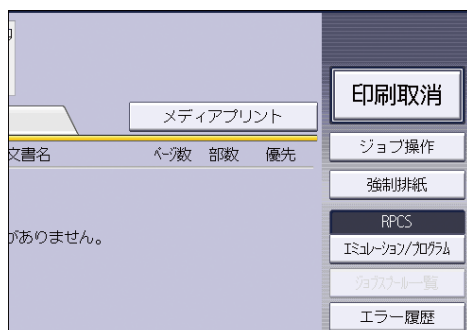 印刷取消
メディアプリント
文書名 ページ数 部数 優先
ジョブ操作
強制排紙
がありません。
RPCS
エミュレーション/プログラム
ジョブスプール一覧
エラー履歴